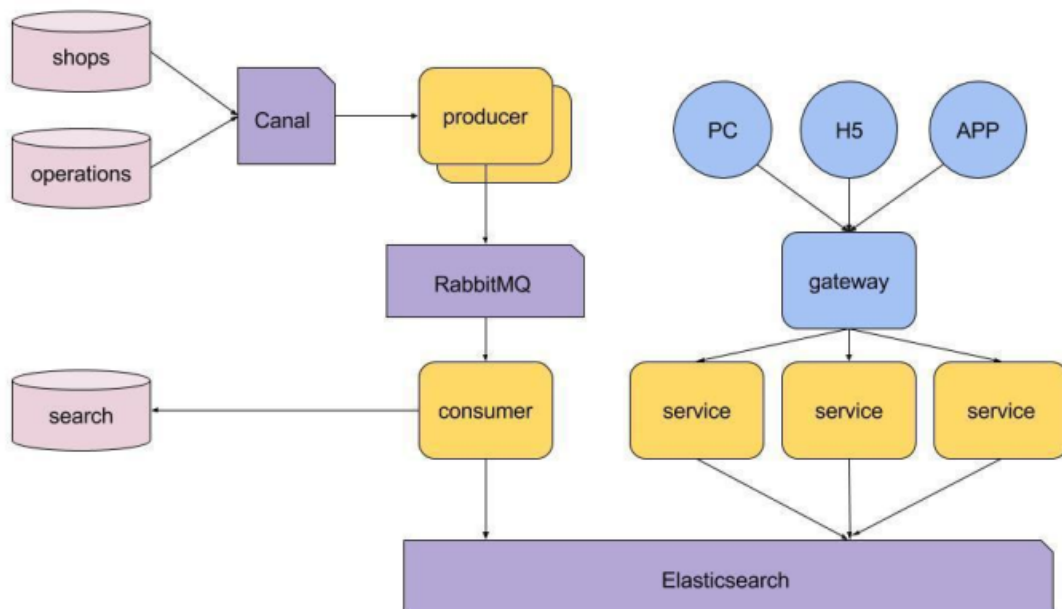 shops
Canal
producer
operations
PC
H5
APP
RabbitMQ
gateway
search
consumer
service
service
service
Elasticsearch